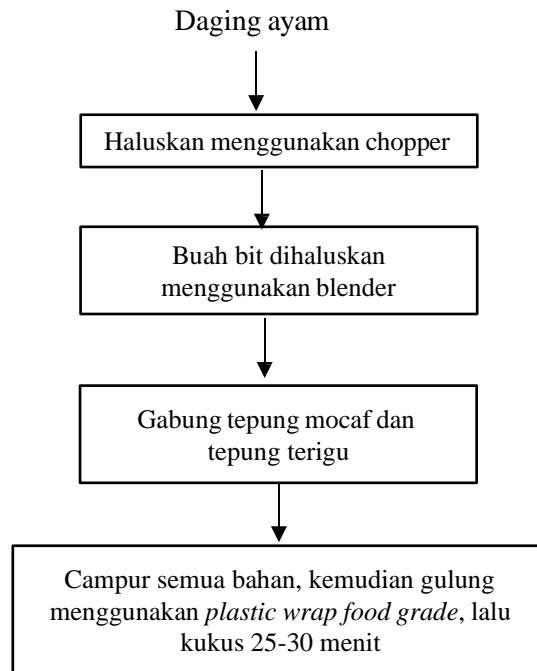 Daging ayam
Haluskan menggunakan chopper
Buah bit dihaluskan
menggunakan blender
Gabung tepung mocaf dan
tepung terigu
Campur semua bahan, kemudian gulung
menggunakan plastic wrap food grade, lalu
kukus 25-30 menit